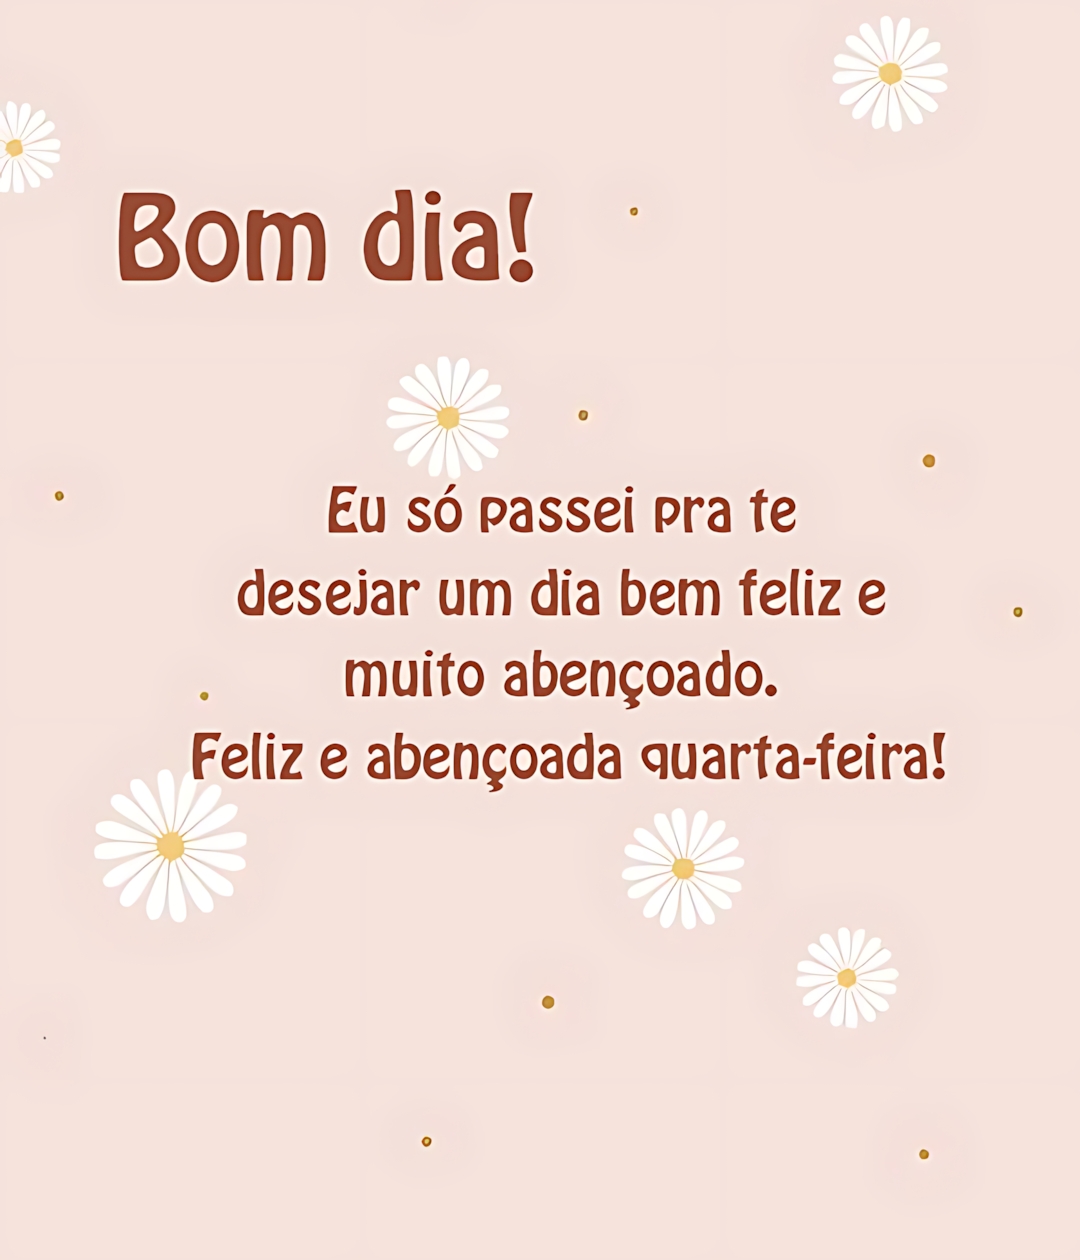 Bom dia!
Eu só passei pra te
desejar um dia bem feliz e
muito abençoado.
Feliz e abençoada quarta-feira!